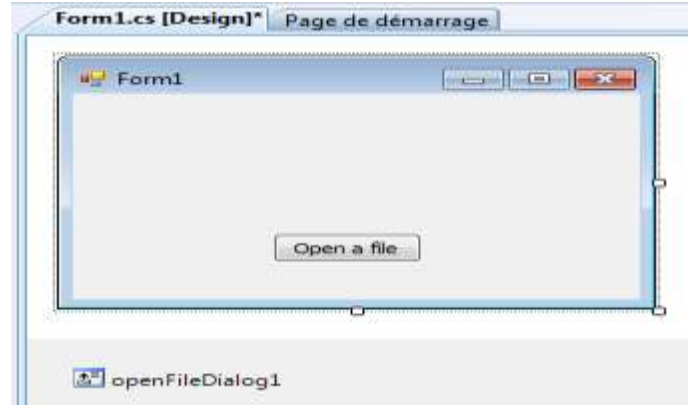 Form1.cs [Design]* Page de démarrage
Form1
Open a file
openFileDialog1